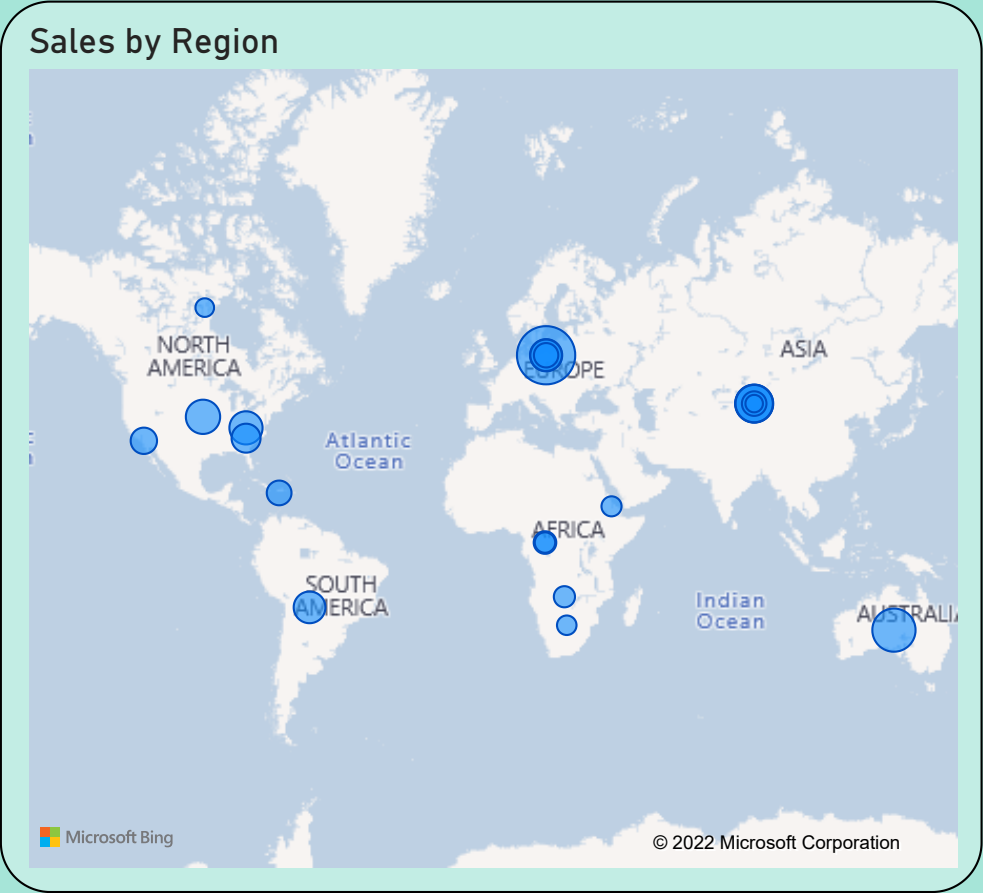 Sales by Region
NORTH
AMERICA
EUROPE
ASIA
Atlantic
Ocean
AFRICA
SOUTH
AMERICA
Indian
Ocean
AUSTRALIA
Microsoft Bing
© 2022 Microsoft Corporation